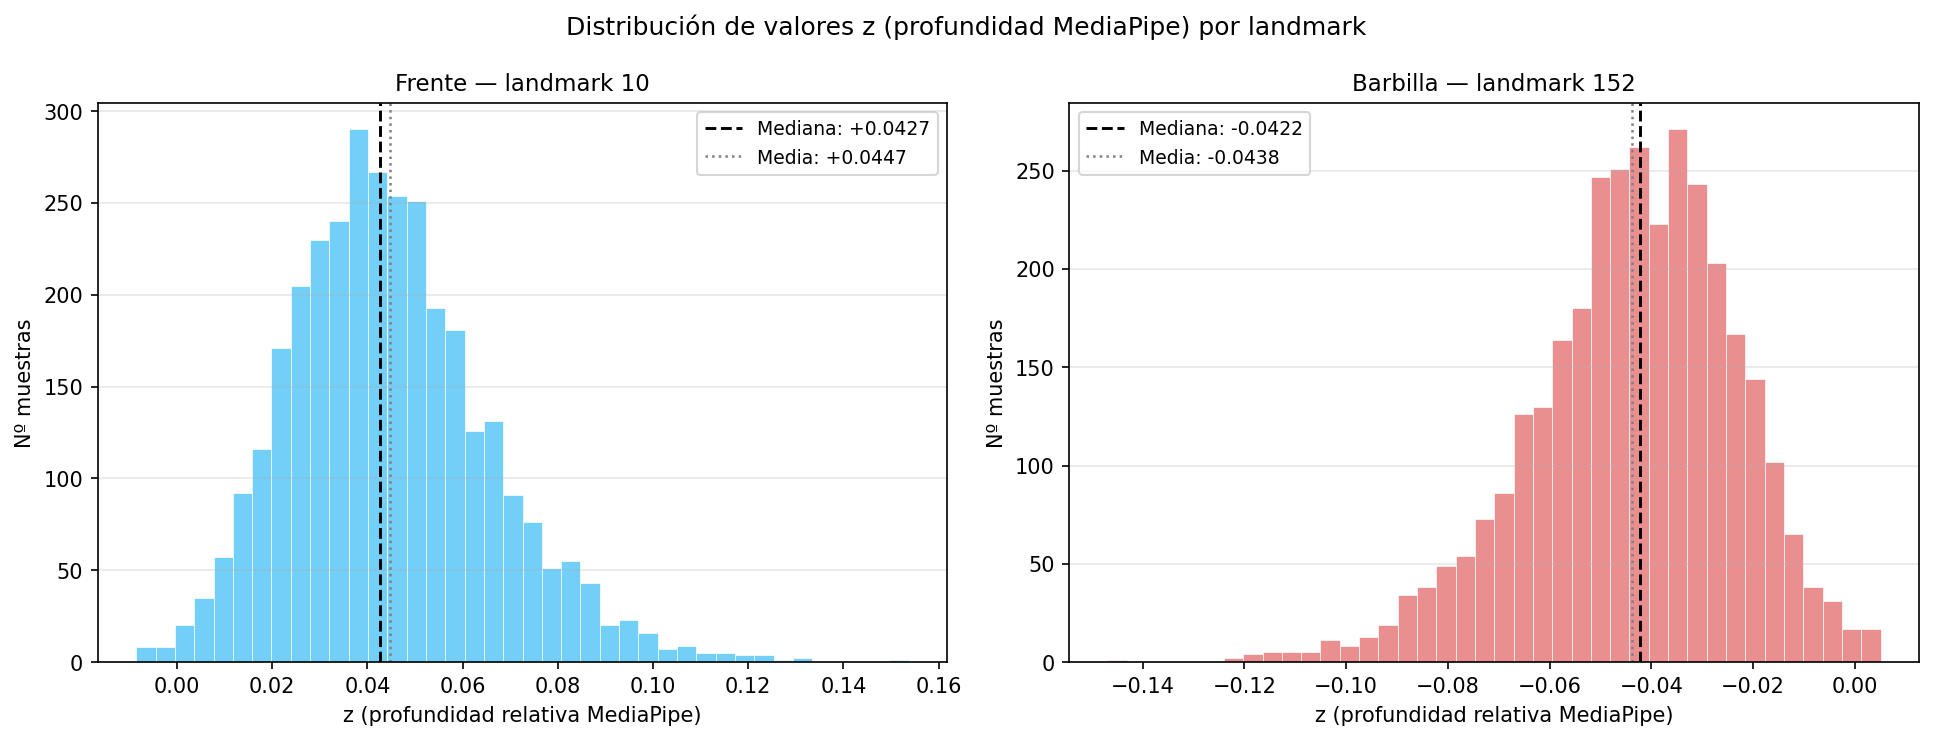 Distribución de valores z (profundidad MediaPipe) por landmark
Frente — landmark 10
Mediana: +0.0427
Media: +0.0447
Nº muestras
300
250
200
150
100
50
0
0.00 0.02 0.04 0.06 0.08 0.10 0.12 0.14 0.16
z (profundidad relativa MediaPipe)
Barbilla — landmark 152
Mediana: -0.0422
Media: -0.0438
Nº muestras
250
200
150
100
50
0
−0.14 −0.12 −0.10 −0.08 −0.06 −0.04 −0.02 0.00
z (profundidad relativa MediaPipe)